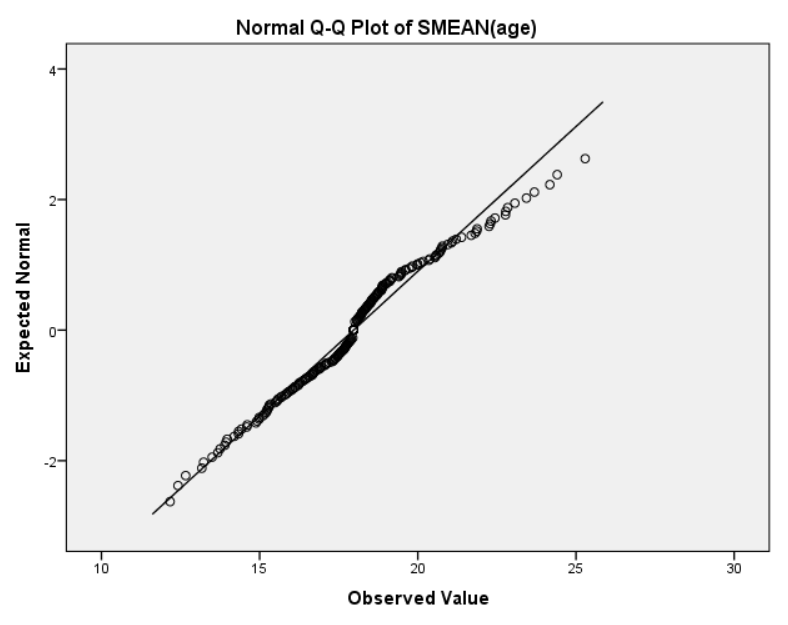 Normal Q-Q Plot of SMEAN(age)
4
2
0
-2
Expected Normal
10 15 20 25 30
Observed Value